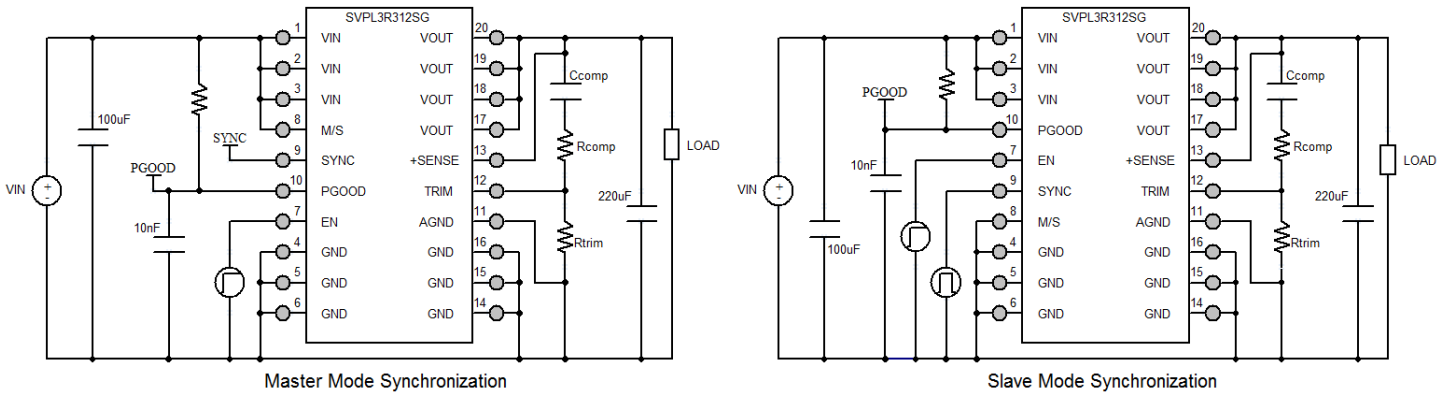 SVPL3R312SG
1 VIN VOUT 20
2 VIN VOUT 19
3 VIN VOUT 18
8 M/S VOUT 17
9 SYNC +SENSE 13
10 PGOOD TRIM 12
7 EN AGND 11
4 GND GND 16
5 GND GND 15
6 GND GND 14
100uF
SYNC
PGOOD
10nF
VIN
+
-
Ccomp
Rcomp
Rtrim
220uF
LOAD
Master Mode Synchronization
SVPL3R312SG
1 VIN VOUT 20
2 VIN VOUT 19
3 VIN VOUT 18
10 PGOOD VOUT 17
7 EN +SENSE 13
9 SYNC TRIM 12
8 M/S AGND 11
4 GND GND 16
5 GND GND 15
6 GND GND 14
PGOOD
10nF
VIN
+
-
100uF
Ccomp
Rcomp
Rtrim
220uF
LOAD
Slave Mode Synchronization